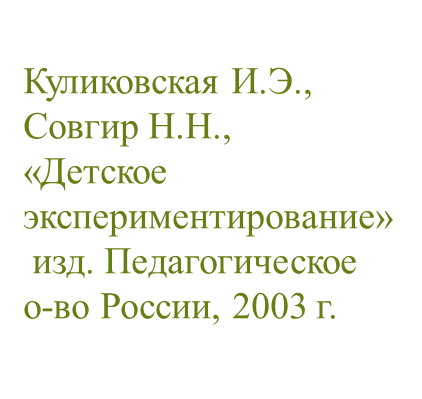 Куликовская И.Э.,
Совгир Н.Н.,
«Детское
экспериментирование»
изд. Педагогическое
о-во России, 2003 г.